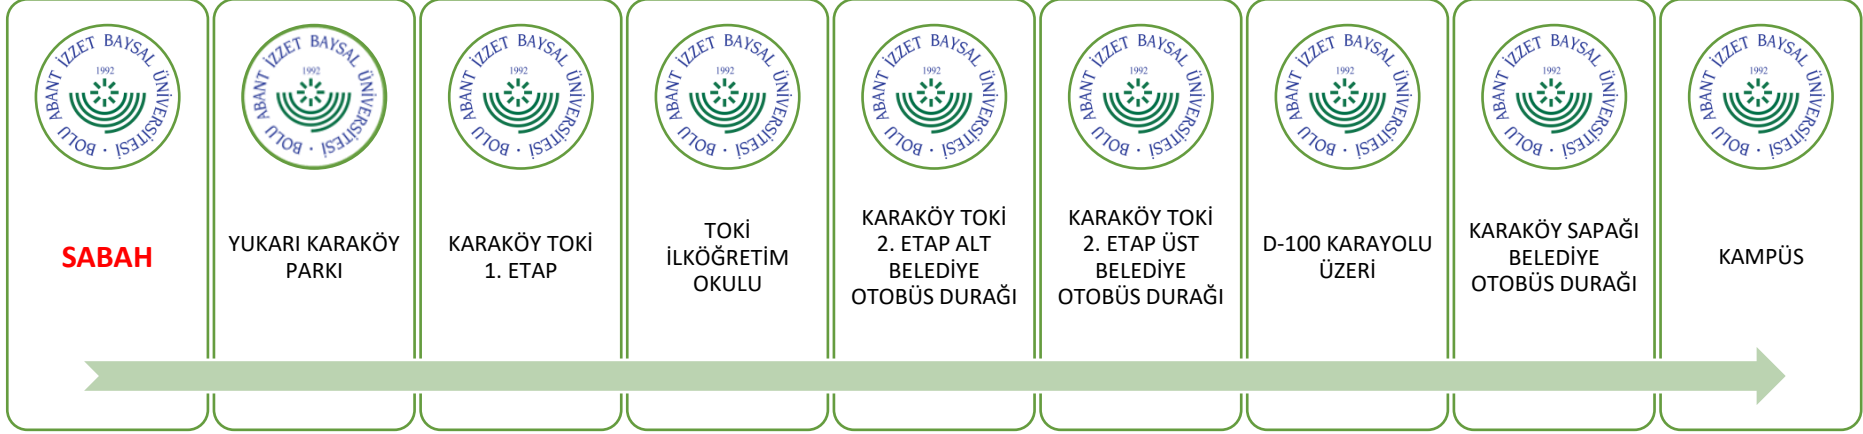 BOLU ABANT İZZET BAYSAL ÜNİVERSİTESİ
1992
SABAH
BOLU ABANT İZZET BAYSAL ÜNİVERSİTESİ
1992
YUKARI KARAKÖY
PARKI
BOLU ABANT İZZET BAYSAL ÜNİVERSİTESİ
1992
KARAKÖY TOKİ
1. ETAP
BOLU ABANT İZZET BAYSAL ÜNİVERSİTESİ
1992
TOKİ
İLKÖĞRETİM
OKULU
BOLU ABANT İZZET BAYSAL ÜNİVERSİTESİ
1992
KARAKÖY TOKİ
2. ETAP ALT
BELEDİYE
OTOBÜS DURAĞI
BOLU ABANT İZZET BAYSAL ÜNİVERSİTESİ
1992
KARAKÖY TOKİ
2. ETAP ÜST
BELEDİYE
OTOBÜS DURAĞI
BOLU ABANT İZZET BAYSAL ÜNİVERSİTESİ
1992
D-100 KARAYOLU
ÜZERİ
BOLU ABANT İZZET BAYSAL ÜNİVERSİTESİ
1992
KARAKÖY SAPAĞI
BELEDİYE
OTOBÜS DURAĞI
BOLU ABANT İZZET BAYSAL ÜNİVERSİTESİ
1992
KAMPÜS